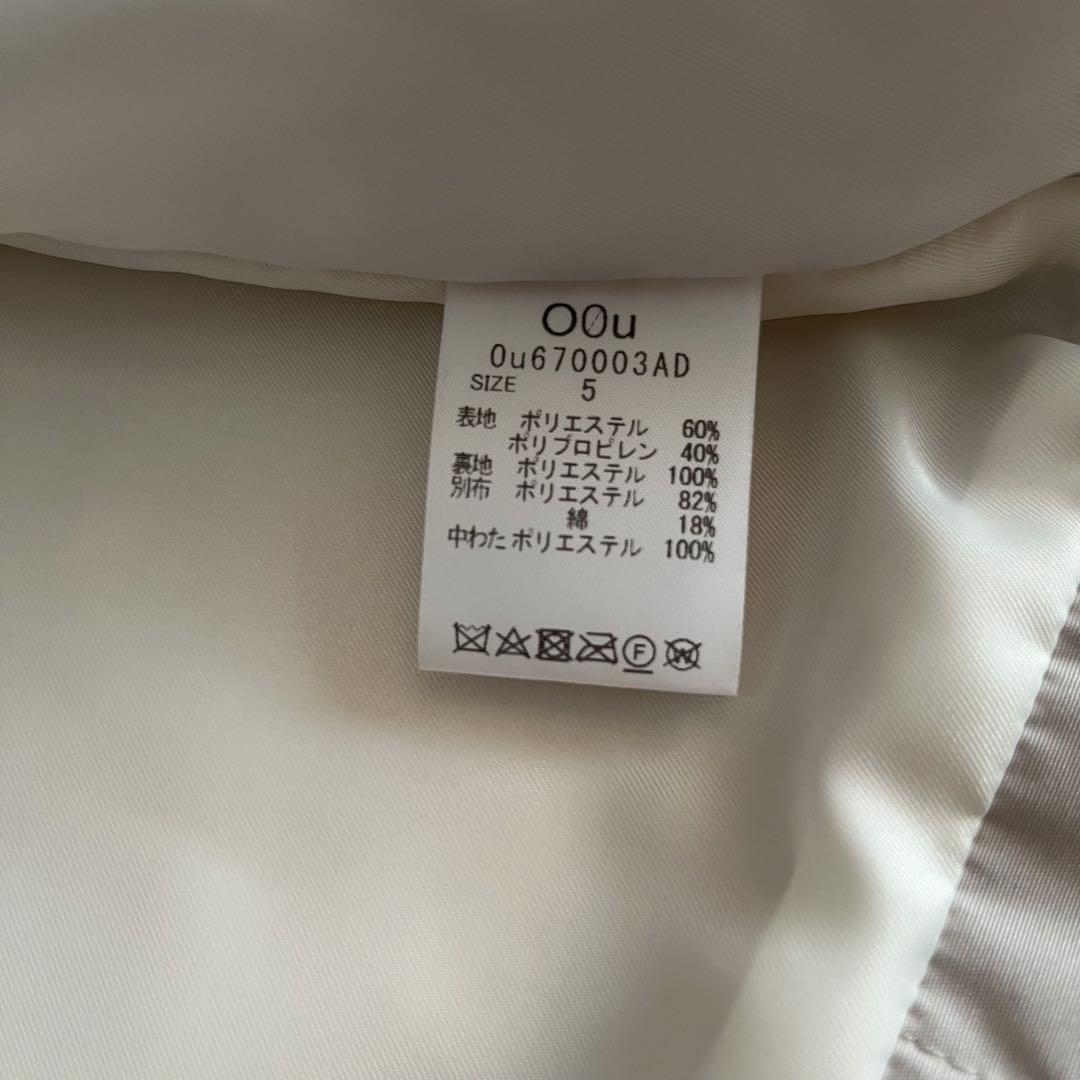 O0u
0u670003AD
SIZE 5
表地 ポリエステル 60%
ポリプロピレン 40%
裏地 ポリエステル 100%
別布 ポリエステル 82%
綿 18%
中わた ポリエステル 100%
F W